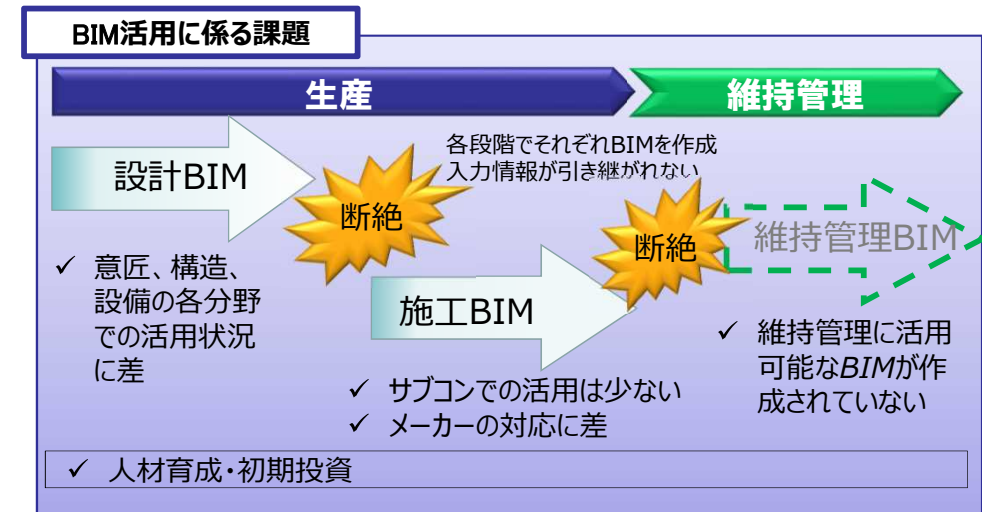 BIM活用に係る課題
生産
維持管理
設計BIM
各段階でそれぞれBIMを作成
入力情報が引き継がれない
断絶
断絶
維持管理BIM
✓ 意匠、構造、
設備の各分野
での活用状況
に差
施工BIM
✓ 維持管理に活用
可能なBIMが作
成されていない
✓ サブコンでの活用は少ない
✓ メーカーの対応に差
✓ 人材育成・初期投資